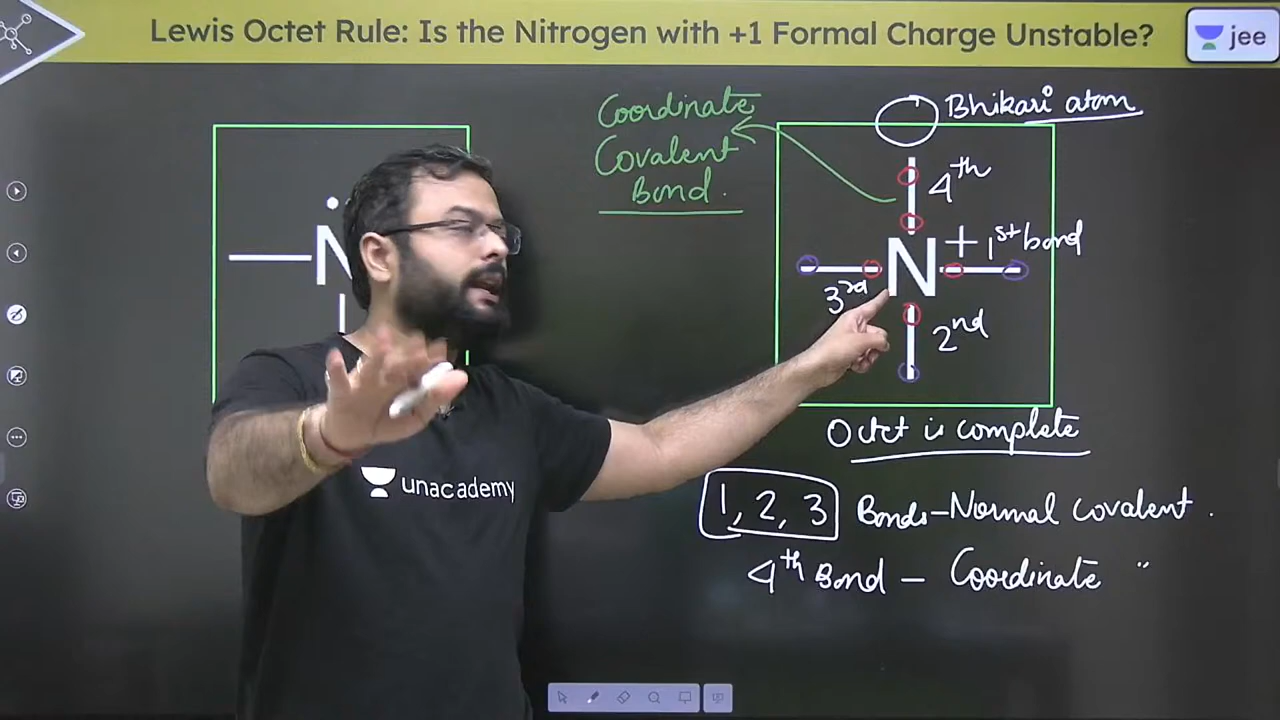 Lewis Octet Rule: Is the Nitrogen with +1 Formal Charge Unstable?
jee
Coordinate
Covalent
Bond.
Bhikari atom
4th
N
+
1st bond
3rd
2nd
N
Octet is complete
1, 2, 3 Bonds-Normal covalent.
4th Bond - Coordinate "
unacademy